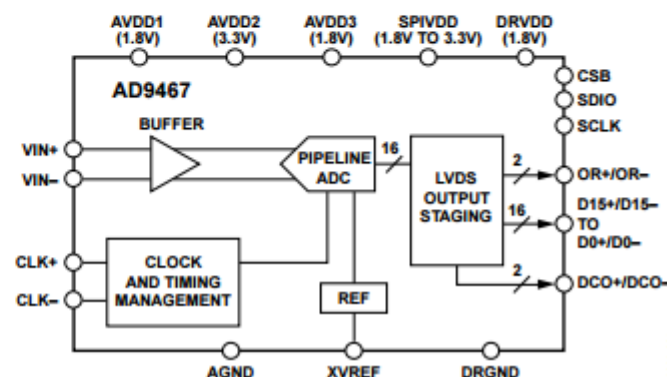 AVDD1 AVDD2 AVDD3 SPIVDD DRVDD
(1.8V) (3.3V) (1.8V) (1.8V TO 3.3V) (1.8V)
AD9467
CSB
SDIO
SCLK
BUFFER
VIN+
VIN–
PIPELINE
ADC
16
LVDS
OUTPUT
STAGING
2
OR+/OR–
16
D15+/D15–
TO
D0+/D0–
2
DCO+/DCO–
CLK+
CLK–
CLOCK
AND TIMING
MANAGEMENT
REF
AGND XVREF DRGND